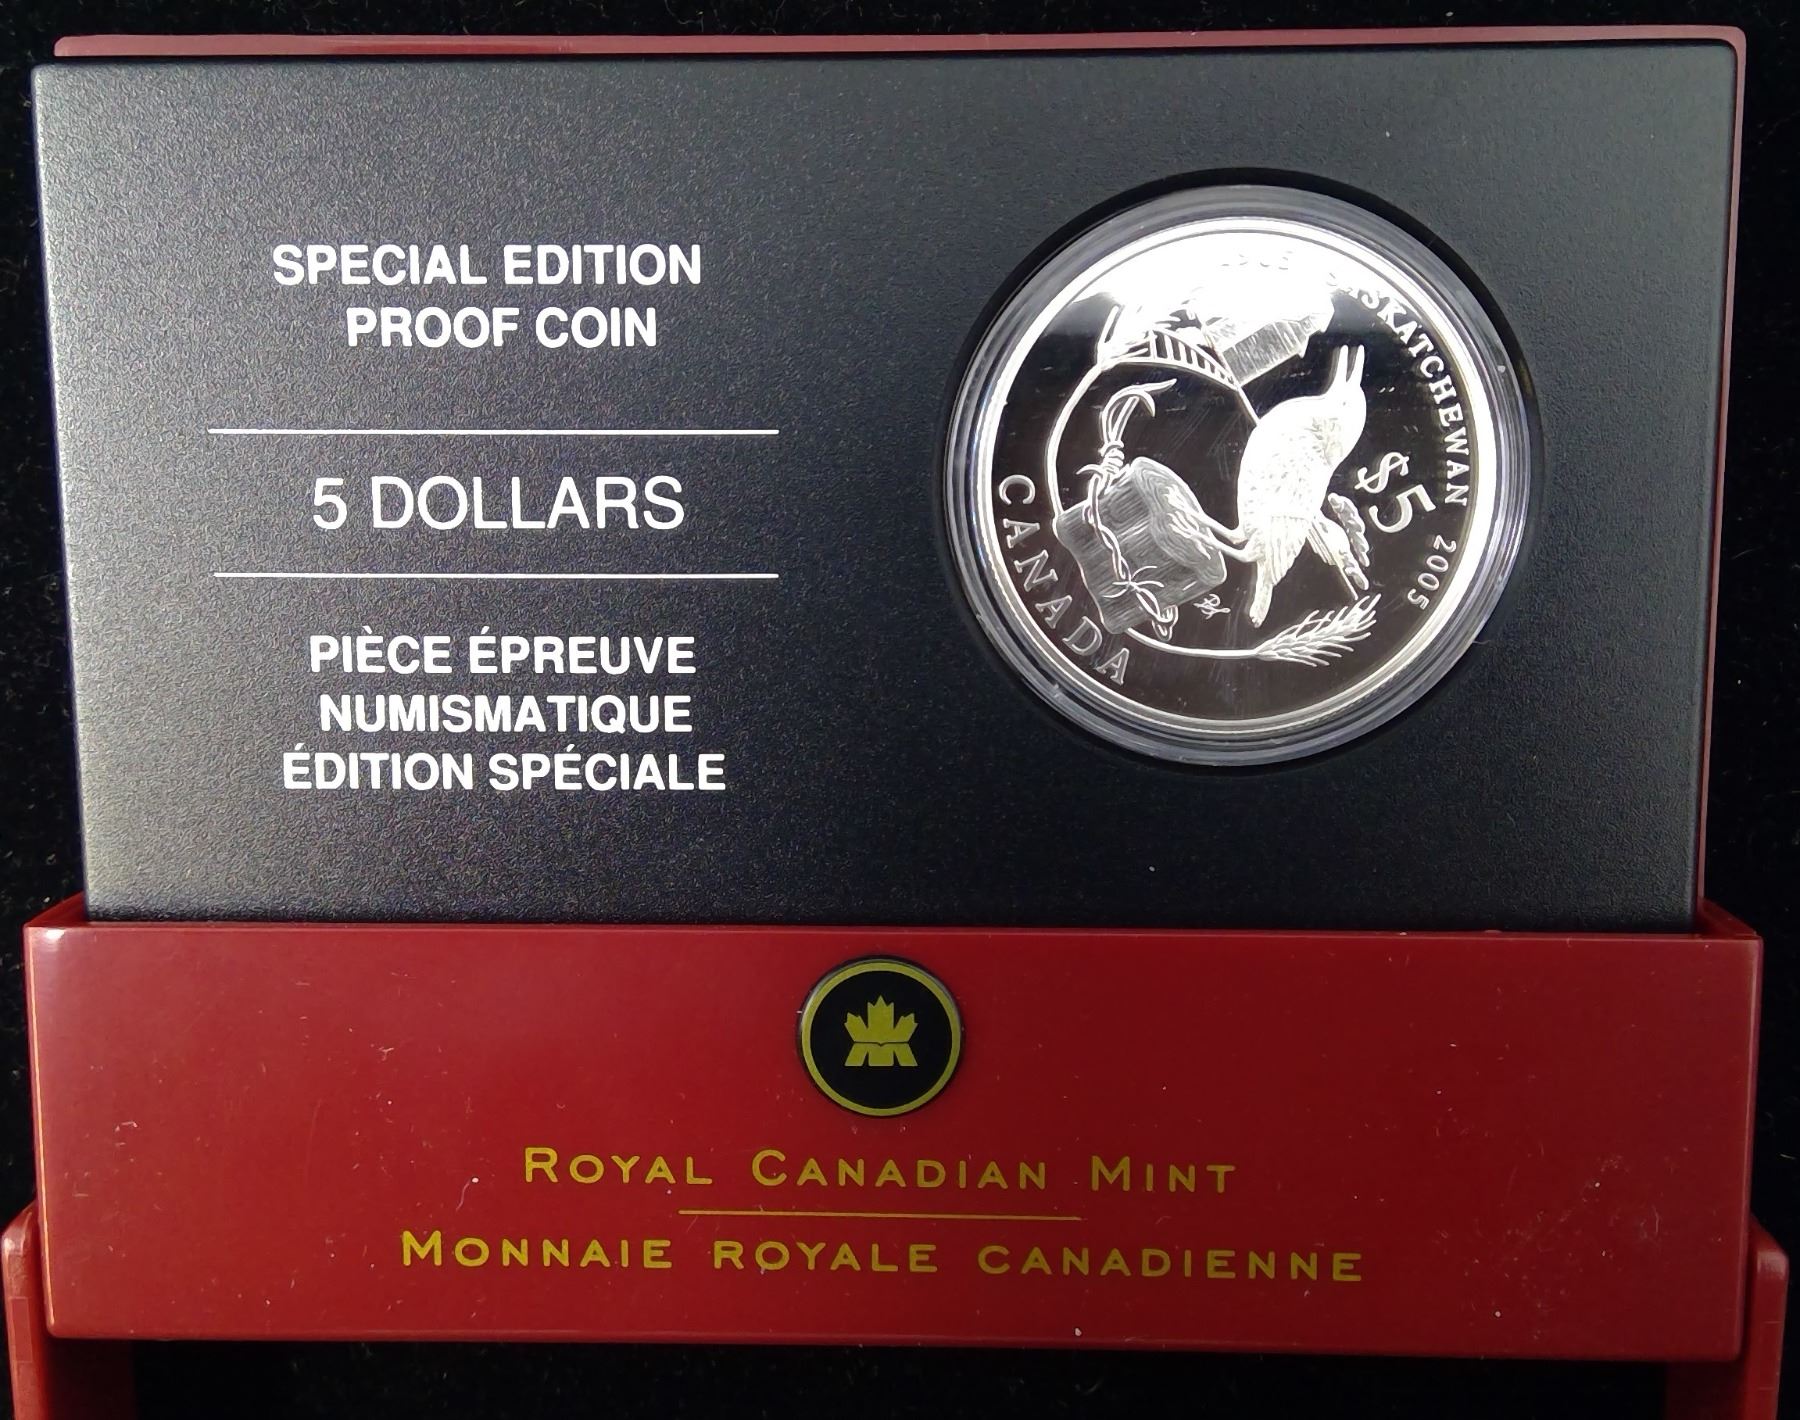 SPECIAL EDITION
PROOF COIN
5 DOLLARS
PIÈCE ÉPREUVE
NUMISMATIQUE
ÉDITION SPÉCIALE
1905 SASKATCHEWAN 2005
$5
CANADA
ROYAL CANADIAN MINT
MONNAIE ROYALE CANADIENNE